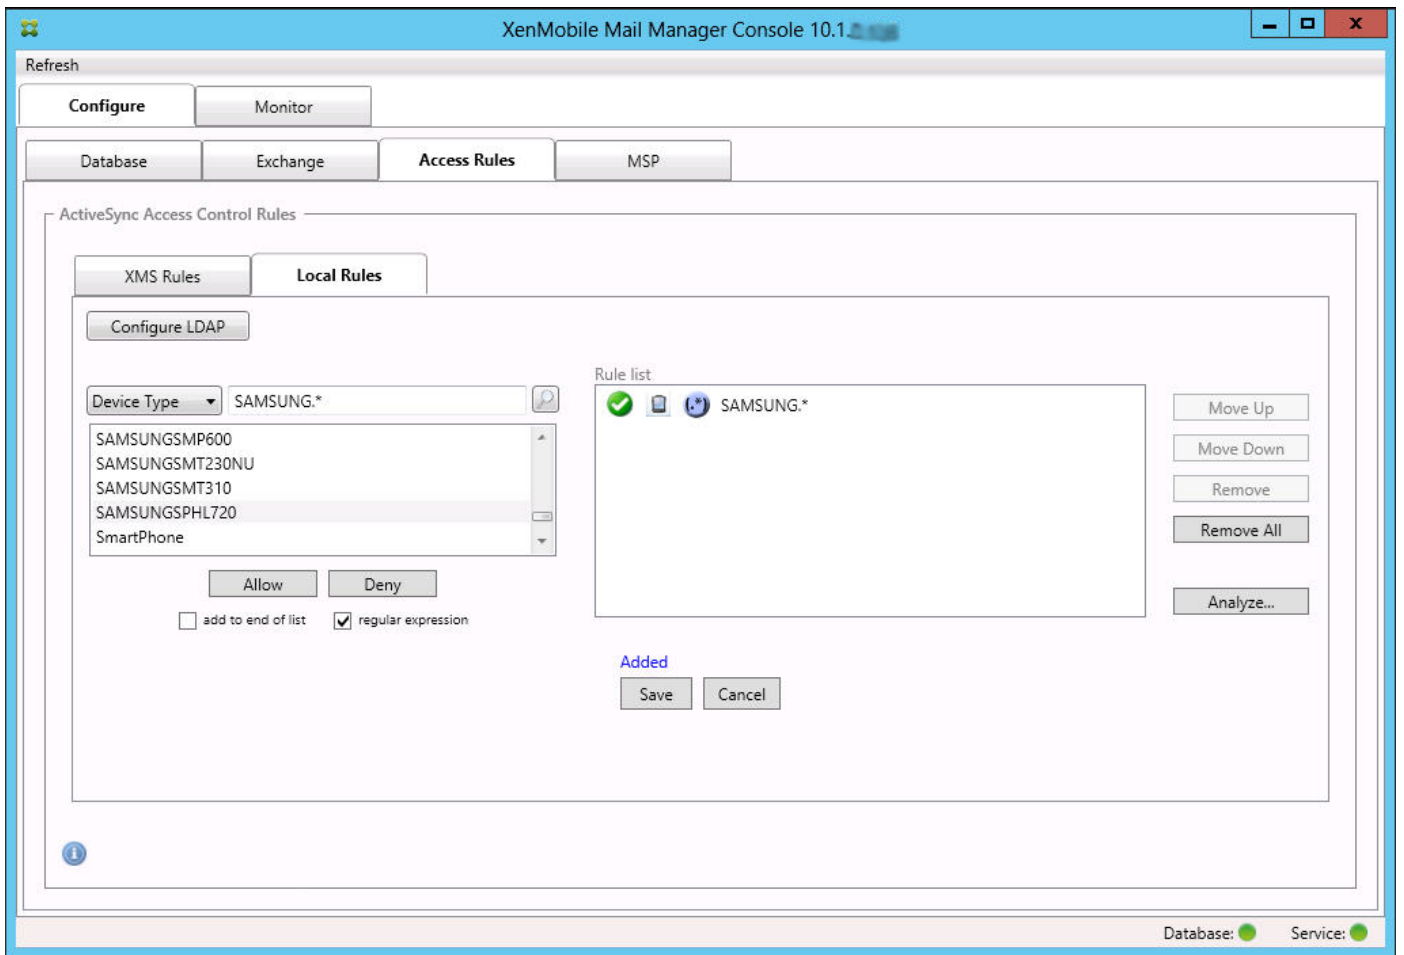 XenMobile Mail Manager Console 10.1.
Refresh
Configure
Monitor
Database
Exchange
Access Rules
MSP
ActiveSync Access Control Rules
XMS Rules
Local Rules
Configure LDAP
Rule list
Device Type
SAMSUNG.*
(.*) SAMSUNG.*
Move Up
SAMSUNGSMP600
SAMSUNGSMT230NU
Move Down
SAMSUNGSMT310
Remove
SAMSUNGSPHL720
SmartPhone
Remove All
Allow
Deny
Analyze...
add to end of list
regular expression
Added
Save
Cancel
Database:
Service: